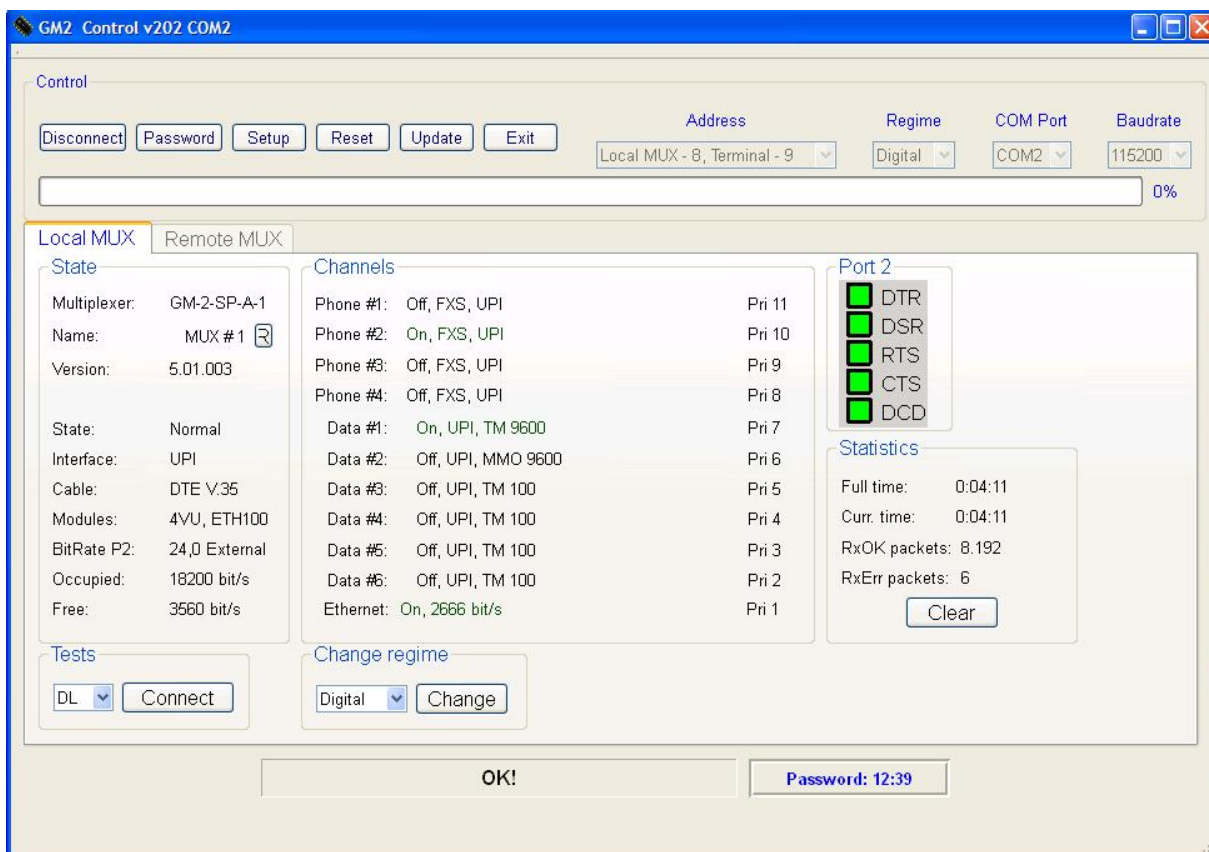 GM2 Control v202 COM2
Control
Disconnect Password Setup Reset Update Exit
Address Regime COM Port Baudrate
Local MUX - 8, Terminal - 9 Digital COM2 115200
0%
Local MUX Remote MUX
State
Multiplexer: GM-2-SP-A-1
Name: MUX # 1 R
Version: 5.01.003
State: Normal
Interface: UPI
Cable: DTE V.35
Modules: 4VU, ETH100
BitRate P2: 24,0 External
Occupied: 18200 bit/s
Free: 3560 bit/s
Channels
Phone #1: Off, FXS, UPI Pri 11
Phone #2: On, FXS, UPI Pri 10
Phone #3: Off, FXS, UPI Pri 9
Phone #4: Off, FXS, UPI Pri 8
Data #1: On, UPI, TM 9600 Pri 7
Data #2: Off, UPI, MMO 9600 Pri 6
Data #3: Off, UPI, TM 100 Pri 5
Data #4: Off, UPI, TM 100 Pri 4
Data #5: Off, UPI, TM 100 Pri 3
Data #6: Off, UPI, TM 100 Pri 2
Ethernet: On, 2666 bit/s Pri 1
Port 2
DTR
DSR
RTS
CTS
DCD
Statistics
Full time: 0:04:11
Curr. time: 0:04:11
RxOK packets: 8.192
RxErr packets: 6
Clear
Tests
DL Connect
Change regime
Digital Change
OK!
Password: 12:39